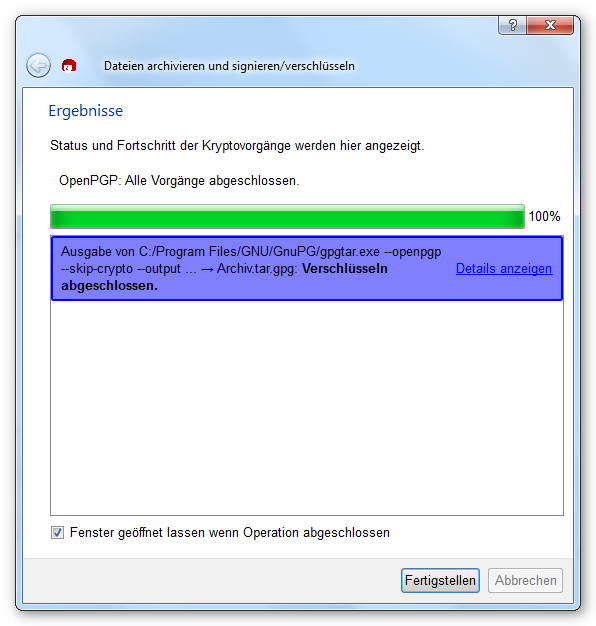 Dateien archivieren und signieren/verschlüsseln
Ergebnisse
Status und Fortschritt der Kryptovorgänge werden hier angezeigt.
OpenPGP: Alle Vorgänge abgeschlossen.
100%
Ausgabe von C:/Program Files/GNU/GnuPG/gpgtar.exe --openpgp
--skip-crypto --output ... → Archiv.tar.gpg: Verschlüsseln
abgeschlossen.
Details anzeigen
Fenster geöffnet lassen wenn Operation abgeschlossen
Fertigstellen
Abbrechen